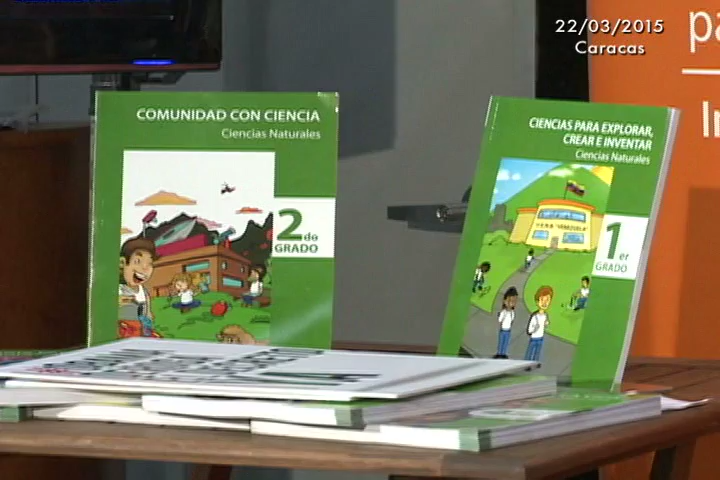 22/03/2015
Caracas
COMUNIDAD CON CIENCIA
Ciencias Naturales
2do
GRADO
CIENCIAS PARA EXPLORAR,
CREAR E INVENTAR
Ciencias Naturales
1er
GRADO